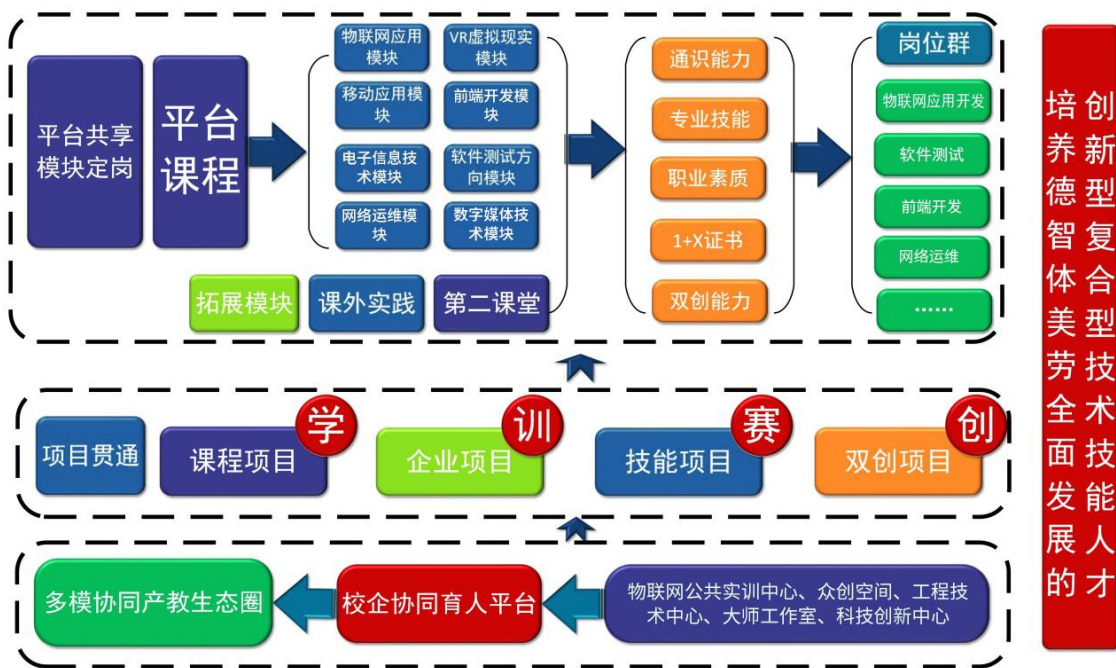 平台共享
模块定岗
平台
课程
物联网应用
模块
VR虚拟现实
模块
移动应用模
块
前端开发模
块
电子信息技
术模块
软件测试方
向模块
网络运维模
块
数字媒体技
术模块
拓展模块
课外实践
第二课堂
通识能力
专业技能
职业素质
1+X证书
双创能力
岗位群
物联网应用开发
软件测试
前端开发
网络运维
……
项目贯通
课程项目
学
企业项目
训
技能项目
赛
双创项目
创
多模协同产教生态圈
校企协同育人平台
物联网公共实训中心、众创空间、工程技
术中心、大师工作室、科技创新中心
培养德智体美劳全面发展的
创新型复合型技术技能人才